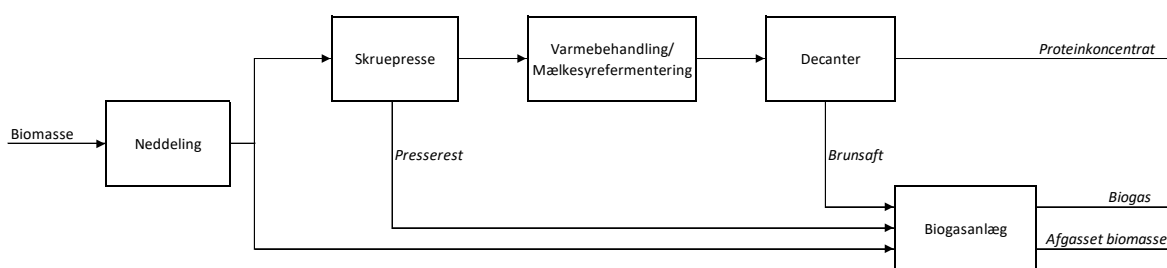 Biomasse
Neddeling
Skruepresse
Varmebehandling/
Mælkesyrefermentering
Decanter
Proteinkoncentrat
Presserest
Brunsaft
Biogasanlæg
Biogas
Afgasset biomasse